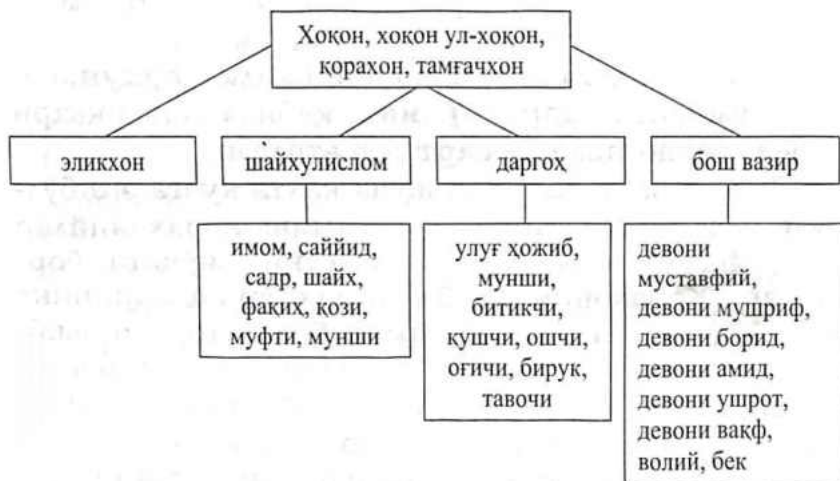 Хоқон, хоқон ул-хоқон,
қорахон, тамғачхон
эликхон
шайхулислом
даргоҳ
бош вазир
имом, саййид,
садр, шайх,
фақих, қози,
муфти, мунши
улуғ ҳожиб,
мунши,
битикчи,
қушчи, ошчи,
оғичи, бирук,
тавочи
девони
муставфий,
девони мушриф,
девони борид,
девони амид,
девони ушрот,
девони вақф,
волий, бек